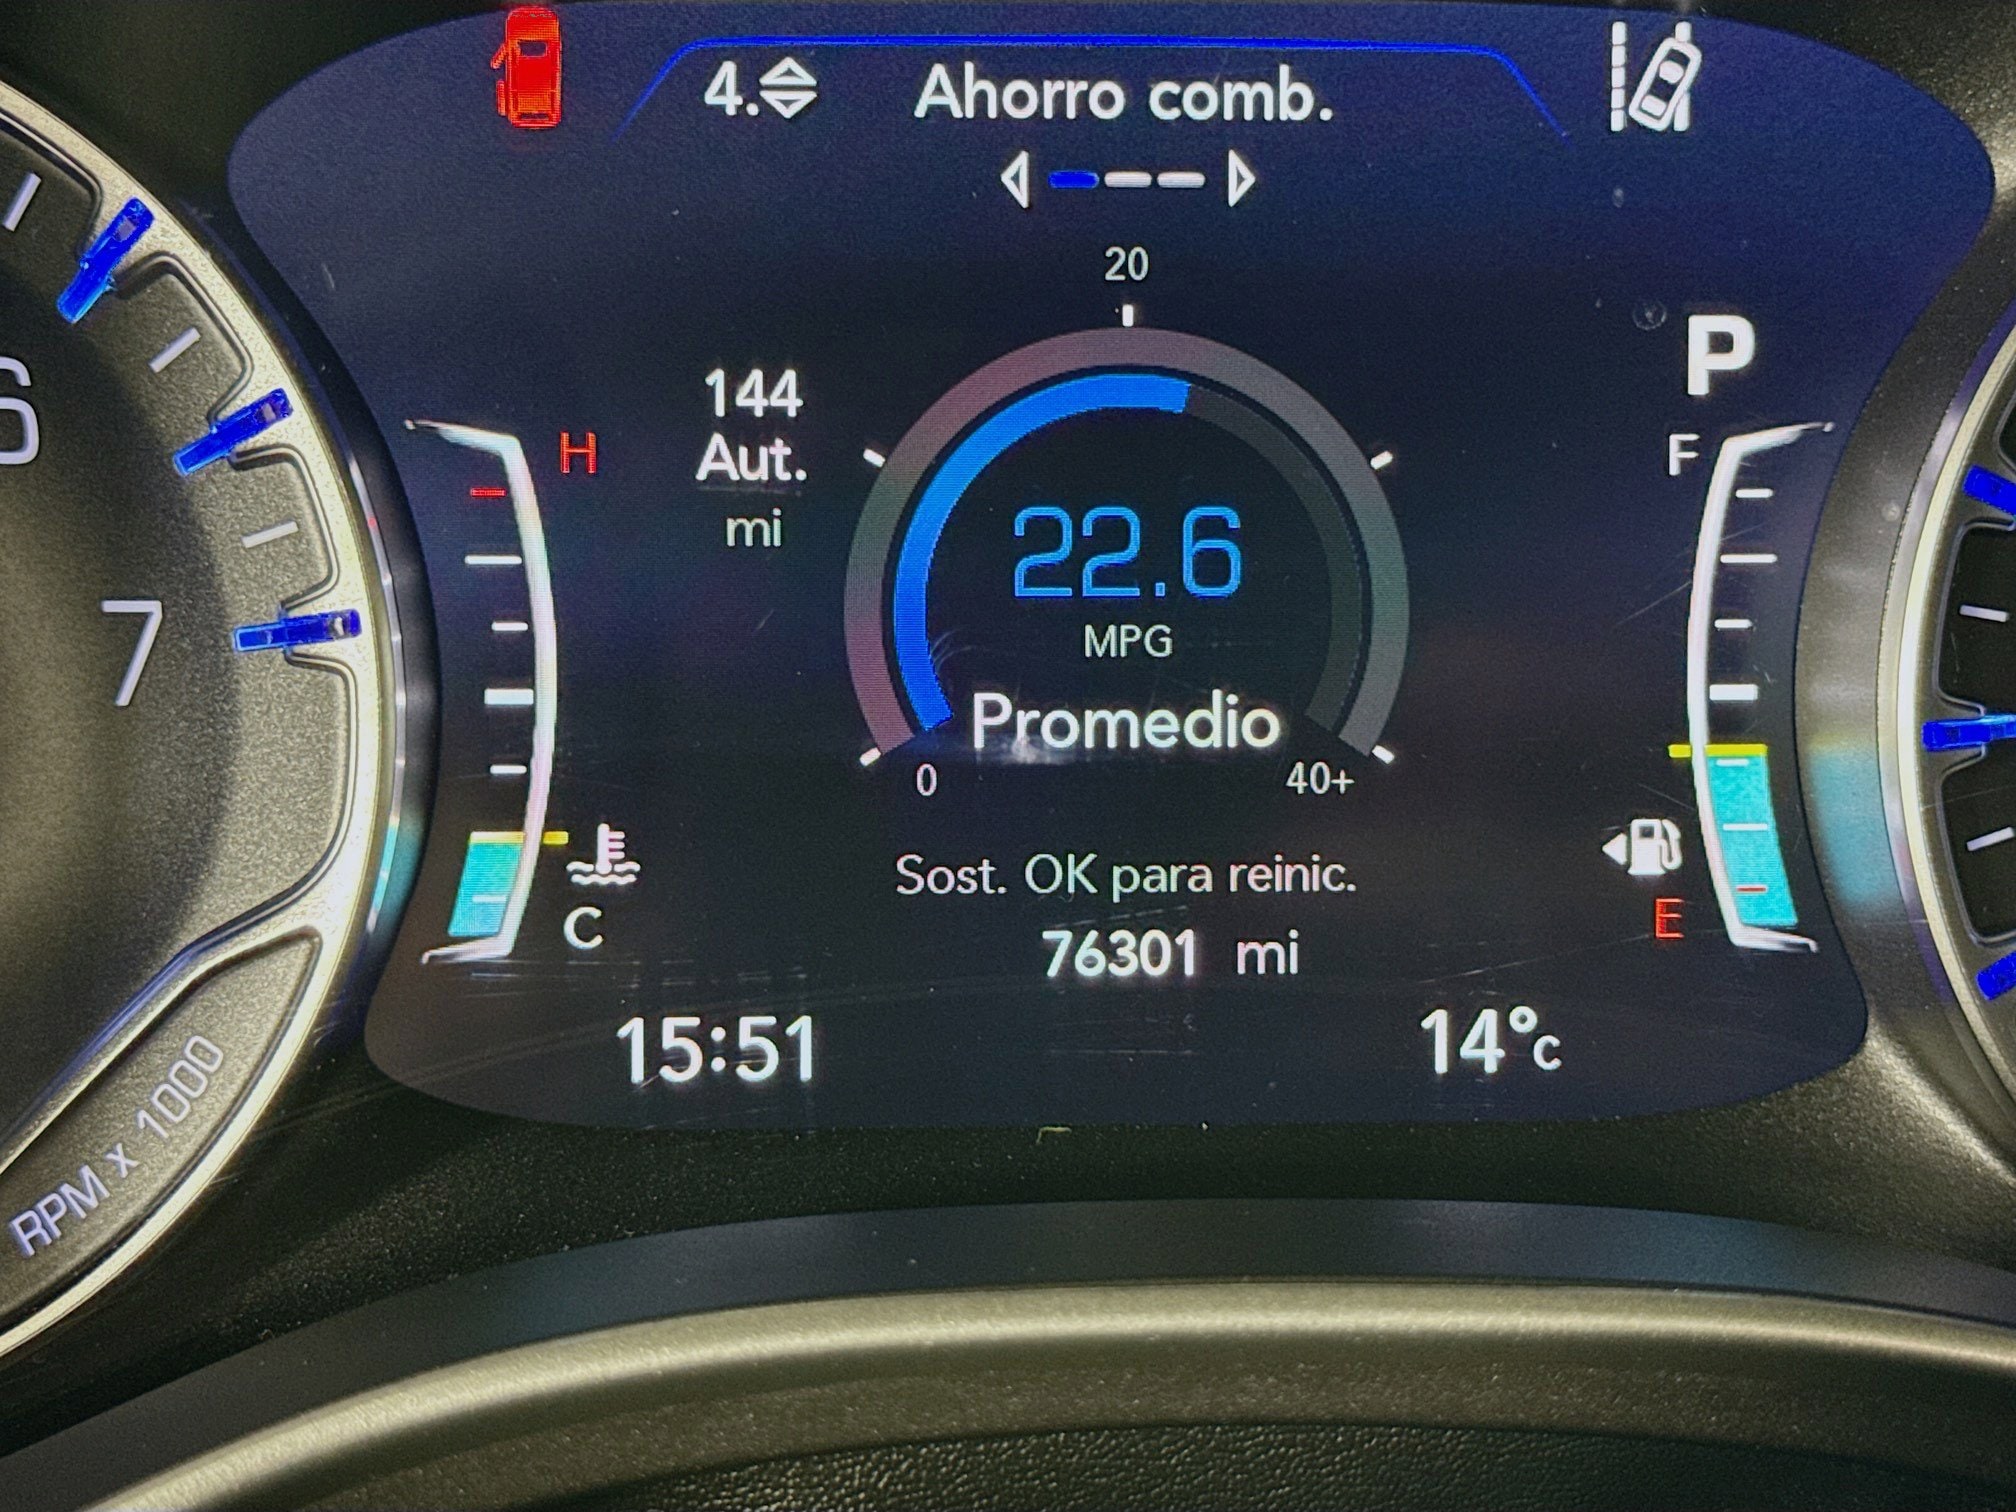 4. Ahorro comb.
20
144
Aut.
mi
H
C
22.6
MPG
Promedio
0
40+
P
F
E
Sost. OK para reinic.
76301 mi
15:51
14°C
6
7
RPM x 1000